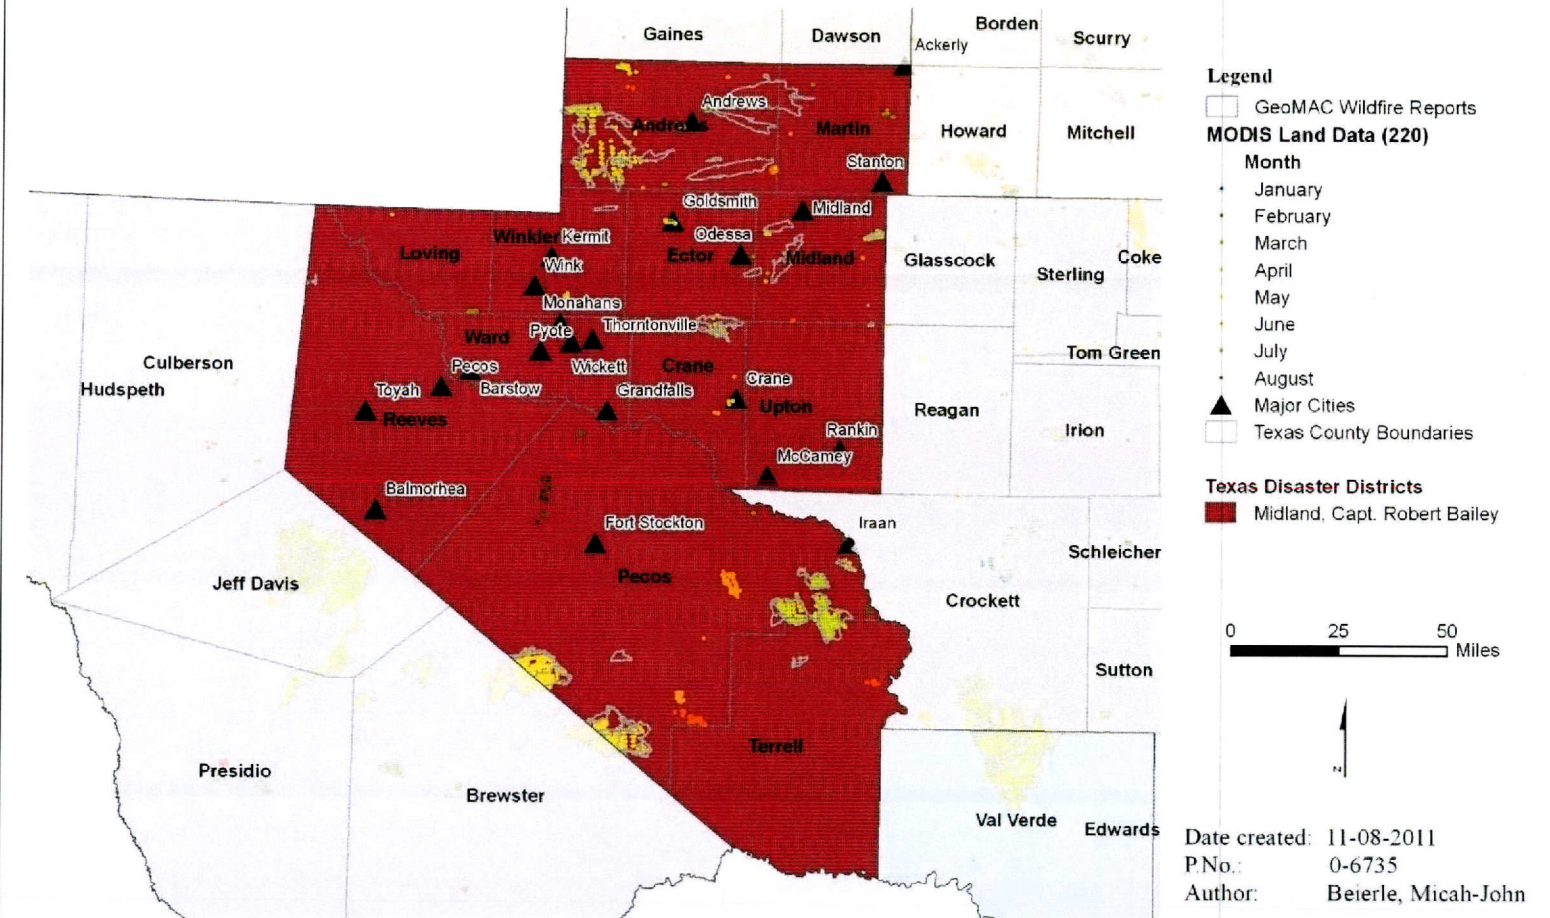 Gaines
Dawson
Borden
Ackerly
Scurry
Andrews
Andrews
Martin
Howard
Mitchell
Stanton
Goldsmith
Midland
Odessa
Winkler
Kermit
Loving
Ector
Midland
Glasscock
Sterling
Coke
Wink
Monahans
Ward
Pyote
Thorntonville
Tom Green
Culberson
Pecos
Wickett
Crane
Crane
Hudspeth
Toyah
Barstow
Grandfalls
Upton
Reagan
Reeves
Irion
Rankin
McCamey
Balmorhea
Fort Stockton
Iraan
Schleicher
Jeff Davis
Pecos
Crockett
Sutton
Terrell
Presidio
Brewster
Val Verde
Edwards
Legend
GeoMAC Wildfire Reports
MODIS Land Data (220)
Month
January
February
March
April
May
June
July
August
Major Cities
Texas County Boundaries
Texas Disaster Districts
Midland, Capt. Robert Bailey
0 25 50
Miles
N
Date created: 11-08-2011
P.No.: 0-6735
Author: Beierle, Micah-John